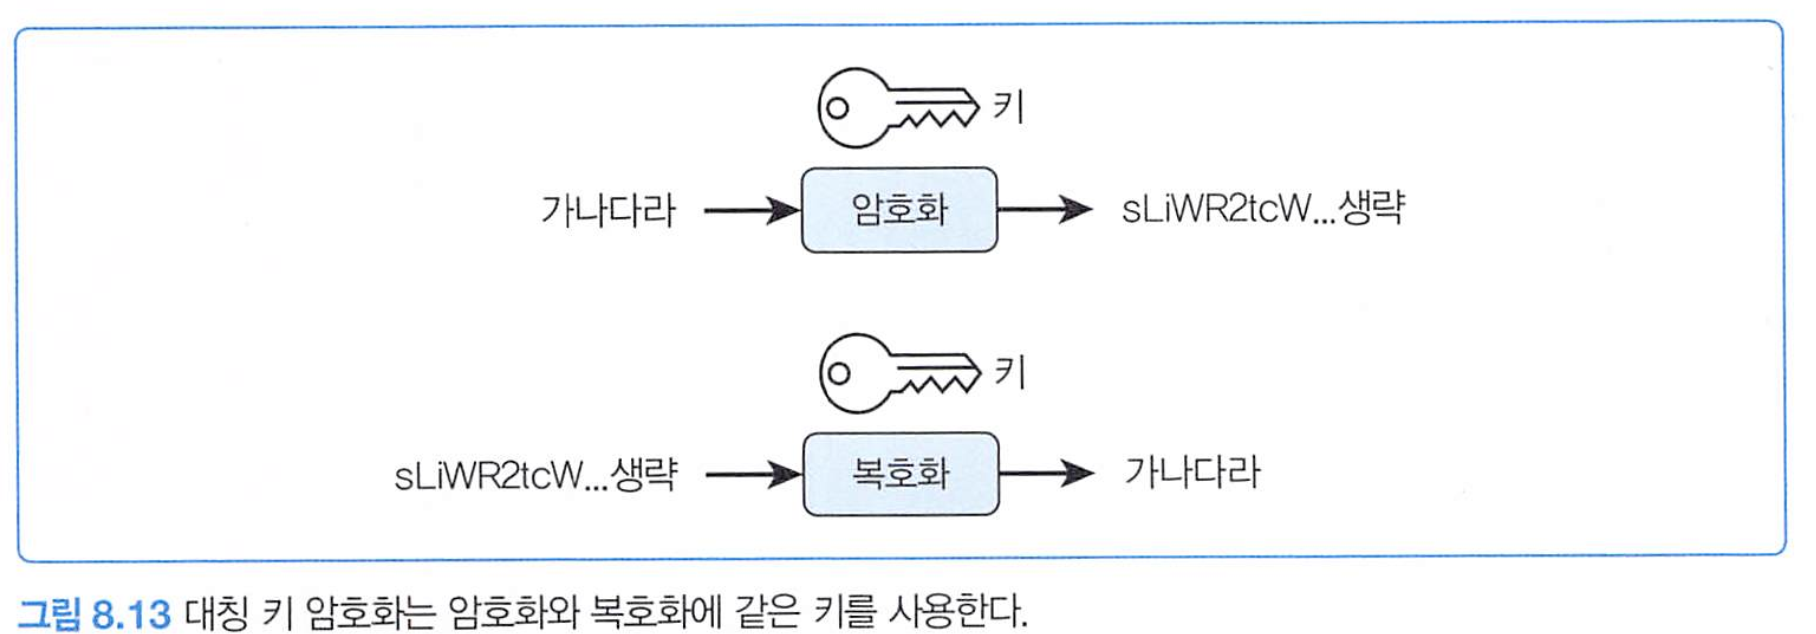 키
가나다라 암호화 sLiWR2tcW...생략
키
sLiWR2tcW...생략 복호화 가나다라
그림 8.13 대칭 키 암호화는 암호화와 복호화에 같은 키를 사용한다.